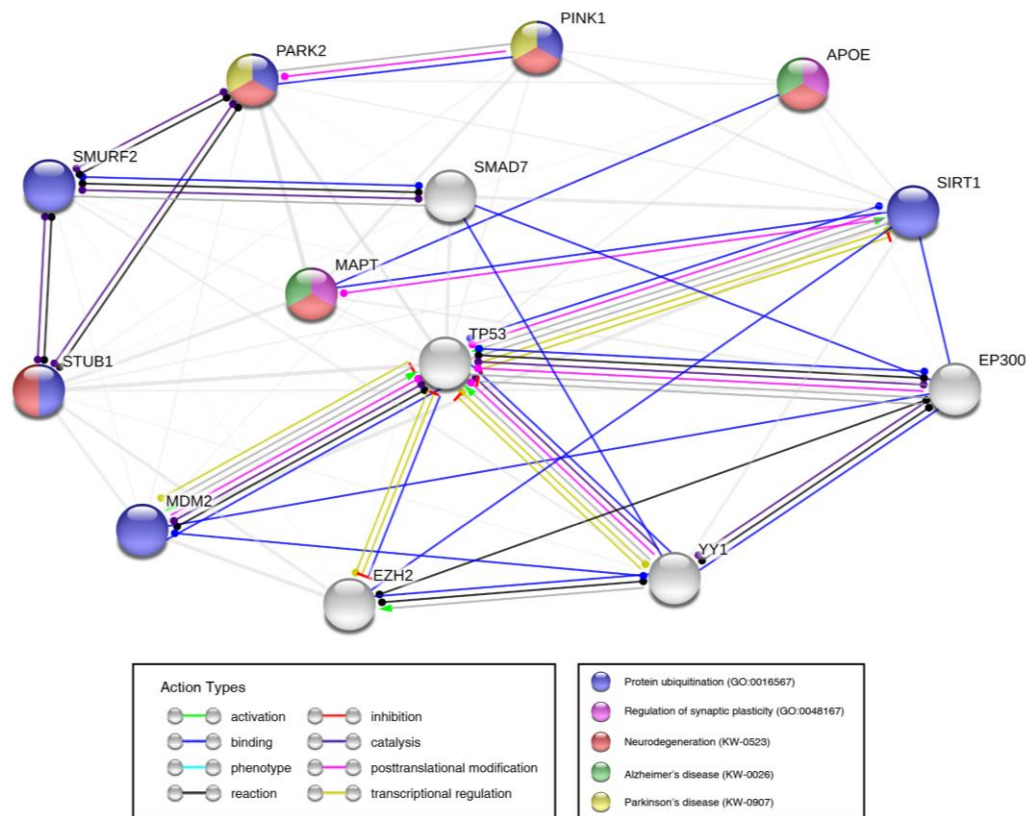 PINK1
PARK2
APOE
SMURF2
SMAD7
SIRT1
MAPT
TP53
STUB1
EP300
MDM2
YY1
EZH2
Action Types
activation
inhibition
binding
catalysis
phenotype
posttranslational modification
reaction
transcriptional regulation
Protein ubiquitination (GO:0016567)
Regulation of synaptic plasticity (GO:0048167)
Neurodegeneration (KW-0523)
Alzheimer's disease (KW-0026)
Parkinson's disease (KW-0907)